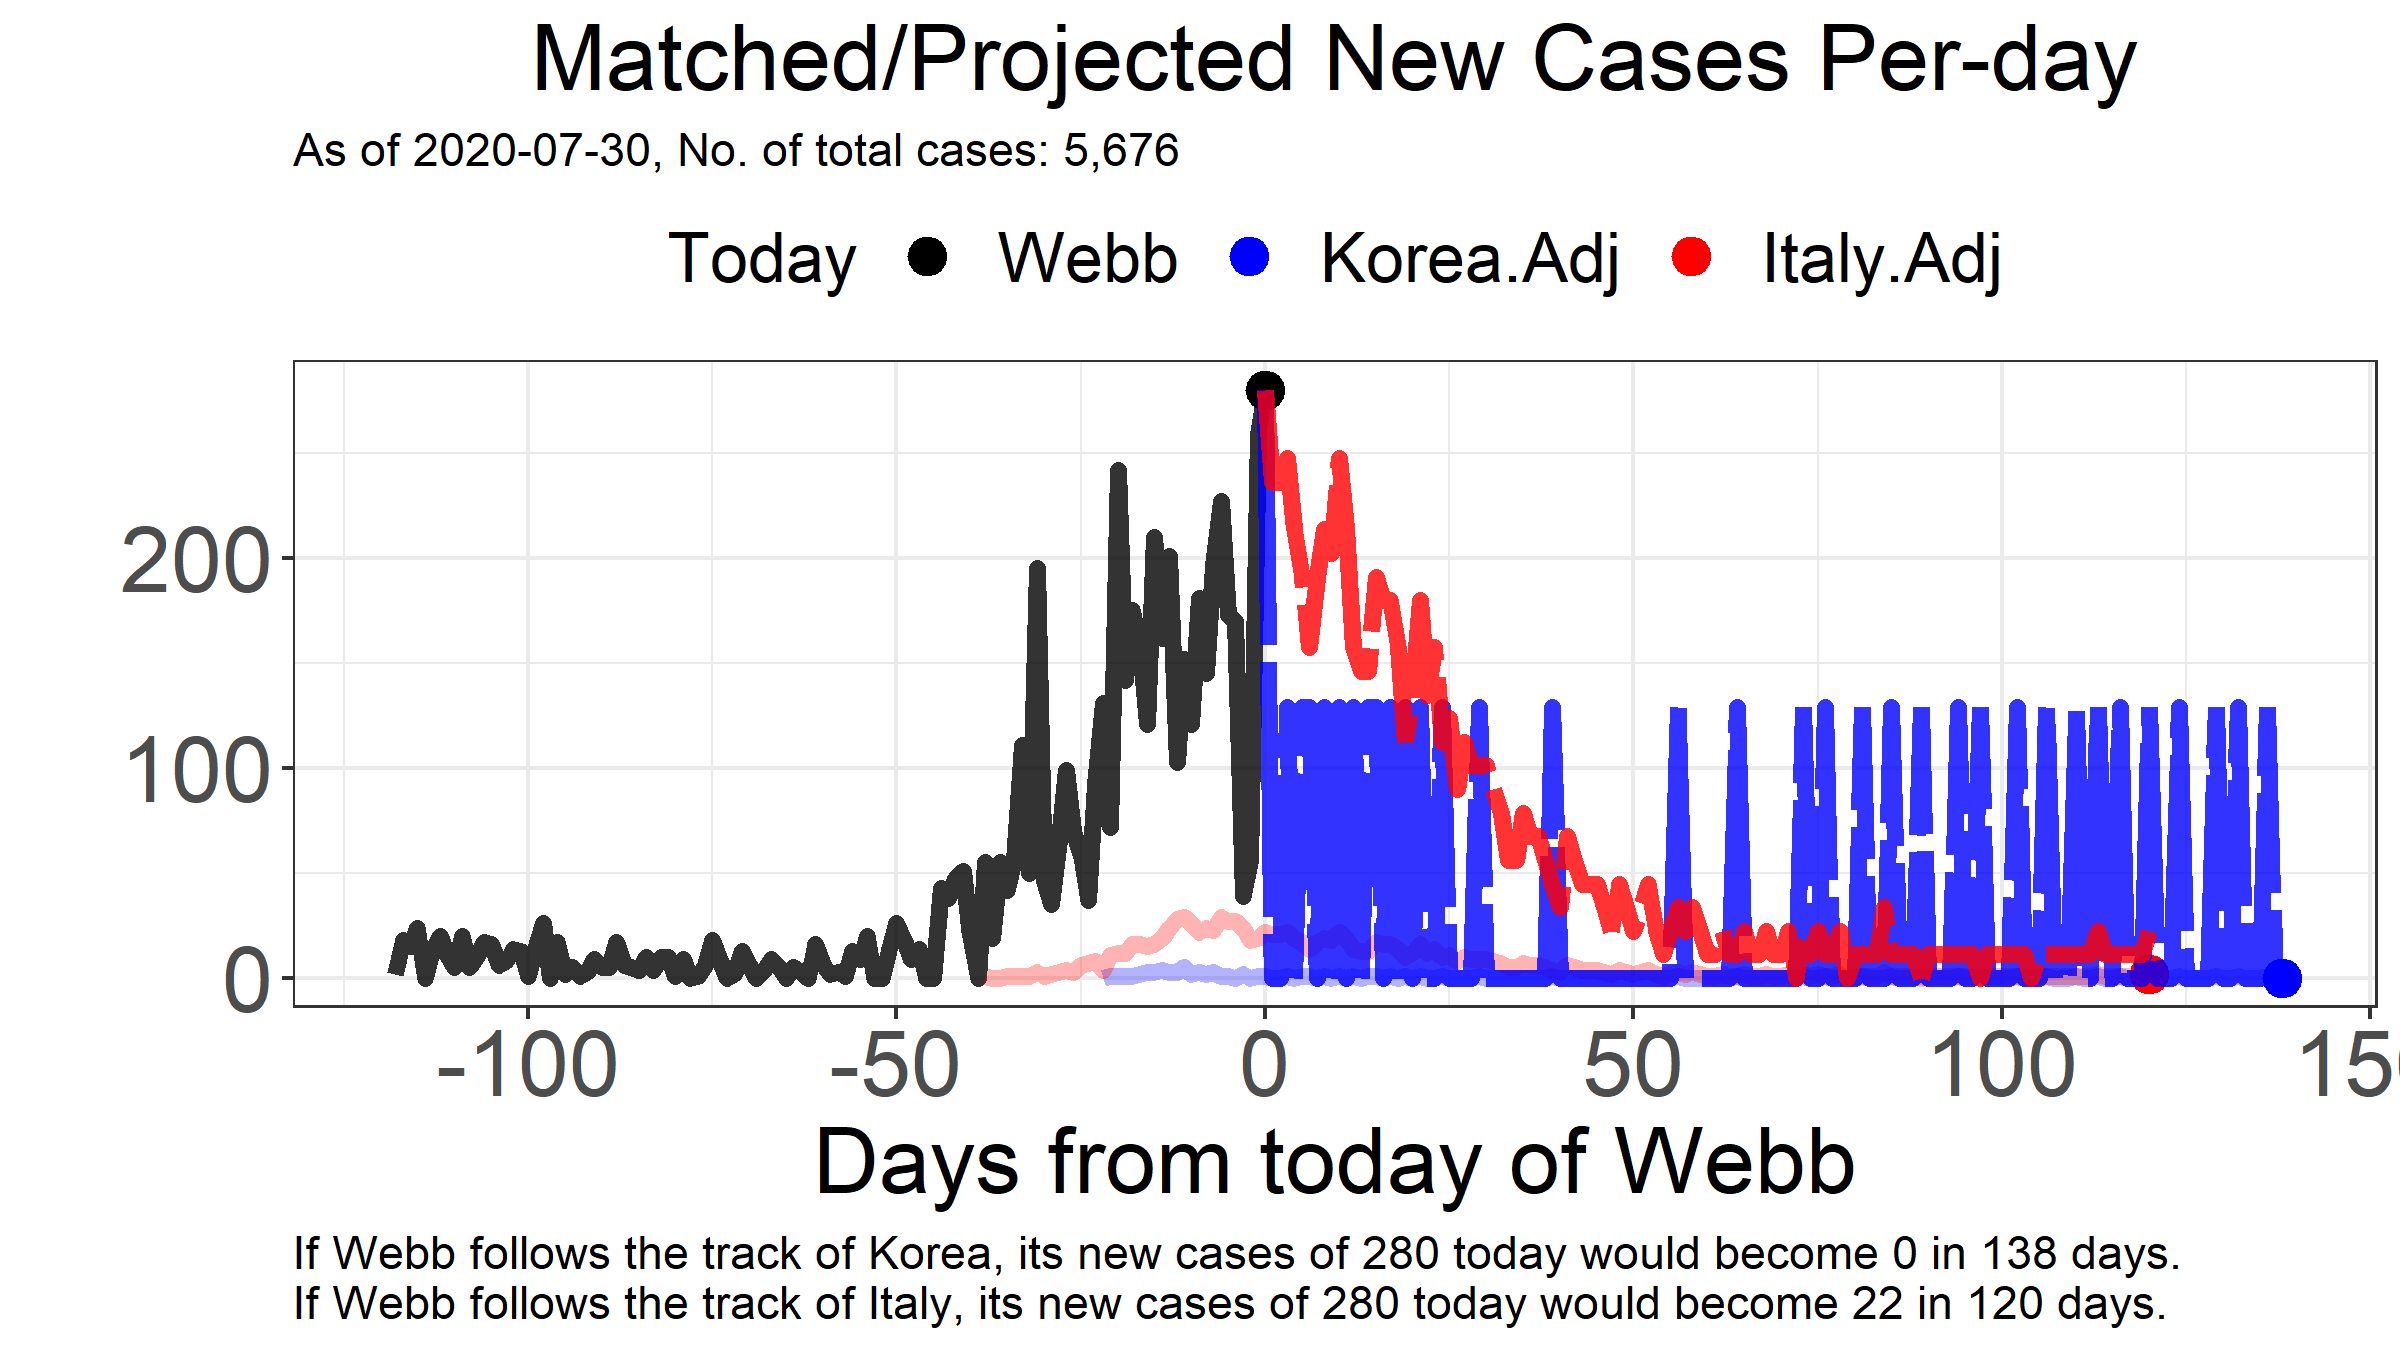 Matched/Projected New Cases Per-day
As of 2020-07-30, No. of total cases: 5,676
Today Webb Korea.Adj Italy.Adj
200
100
0
-100 -50 0 50 100 150
Days from today of Webb
If Webb follows the track of Korea, its new cases of 280 today would become 0 in 138 days.
If Webb follows the track of Italy, its new cases of 280 today would become 22 in 120 days.